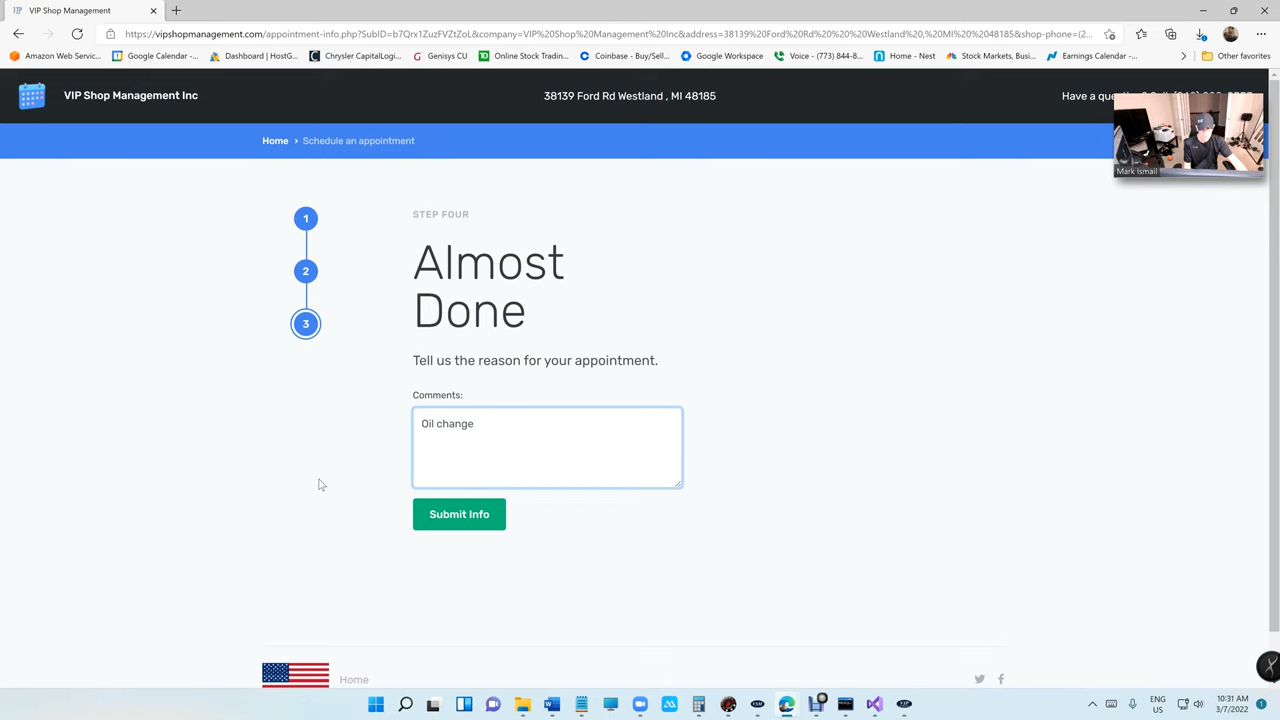 VIP Shop Management
https://vipshopmanagement.com/appointment-info.php?SubID=b7Qrx1ZuzFVZtZoL&company=VIP%20Shop%20Management%20Inc&address=38139%20Ford%20Rd%20%20%20Westland%20,%20MI%2048185&shop-phone=(2...
Amazon Web Servic...
Google Calendar -...
Dashboard | HostG...
Chrysler CapitalLogi...
Genisys CU
Online Stock Tradin...
Coinbase - Buy/Sell...
Google Workspace
Voice - (773) 844-8...
Home - Nest
Stock Markets, Busi...
Earnings Calendar -...
Other favorites
VIP Shop Management Inc
38139 Ford Rd Westland , MI 48185
Have a
Mark Ismail
Home › Schedule an appointment
1
2
3
STEP FOUR
Almost
Done
Tell us the reason for your appointment.
Comments:
Oil change
Submit Info
Home
ENG
US
10:31 AM
3/7/2022